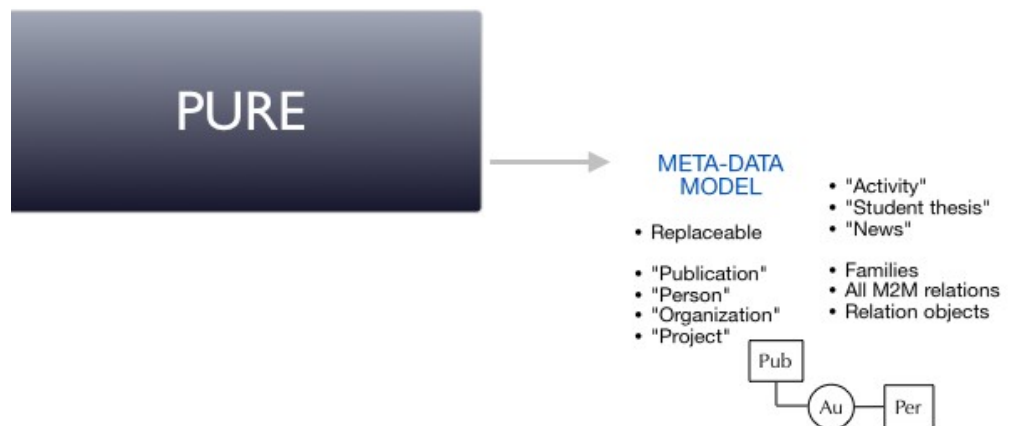 PURE
META-DATA
MODEL
• Replaceable
• "Publication"
• "Person"
• "Organization"
• "Project"
• "Activity"
• "Student thesis"
• "News"
• Families
• All M2M relations
• Relation objects
Pub
Au
Per